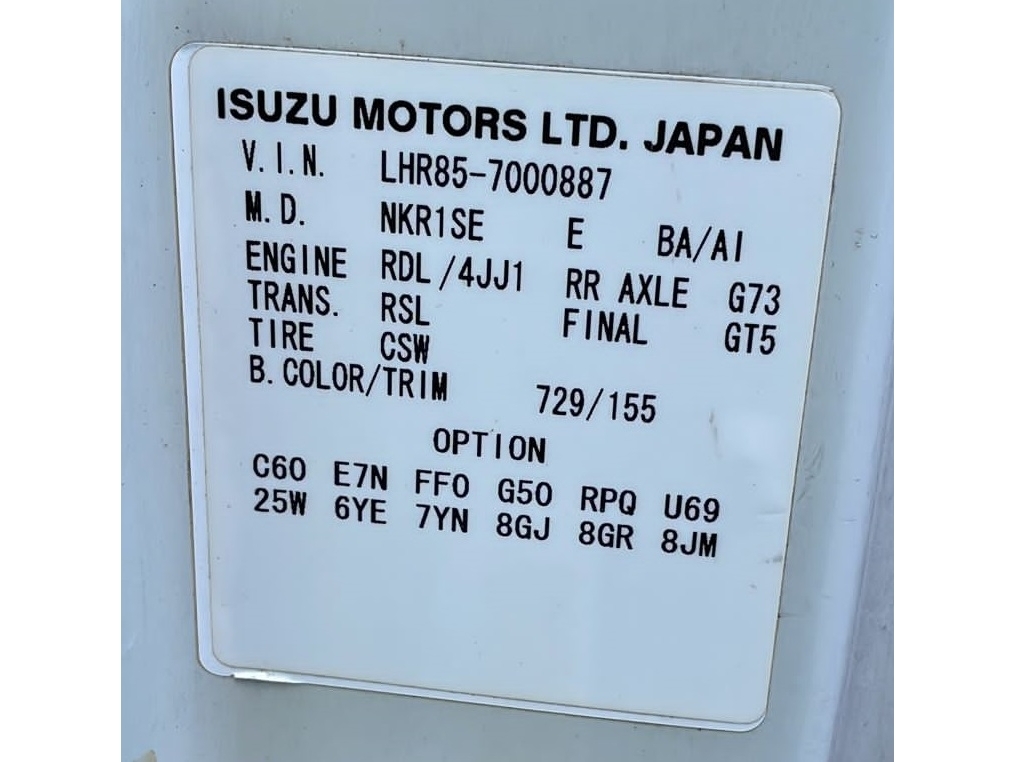 ISUZU MOTORS LTD. JAPAN
V.I.N. LHR85-7000887
M.D. NKR1SE E BA/AI
ENGINE RDL/4JJ1 RR AXLE G73
TRANS. RSL FINAL GT5
TIRE CSW
B.COLOR/TRIM 729/155
OPTION
C60 E7N FF0 G50 RPQ U69
25W 6YE 7YN 8GJ 8GR 8JM